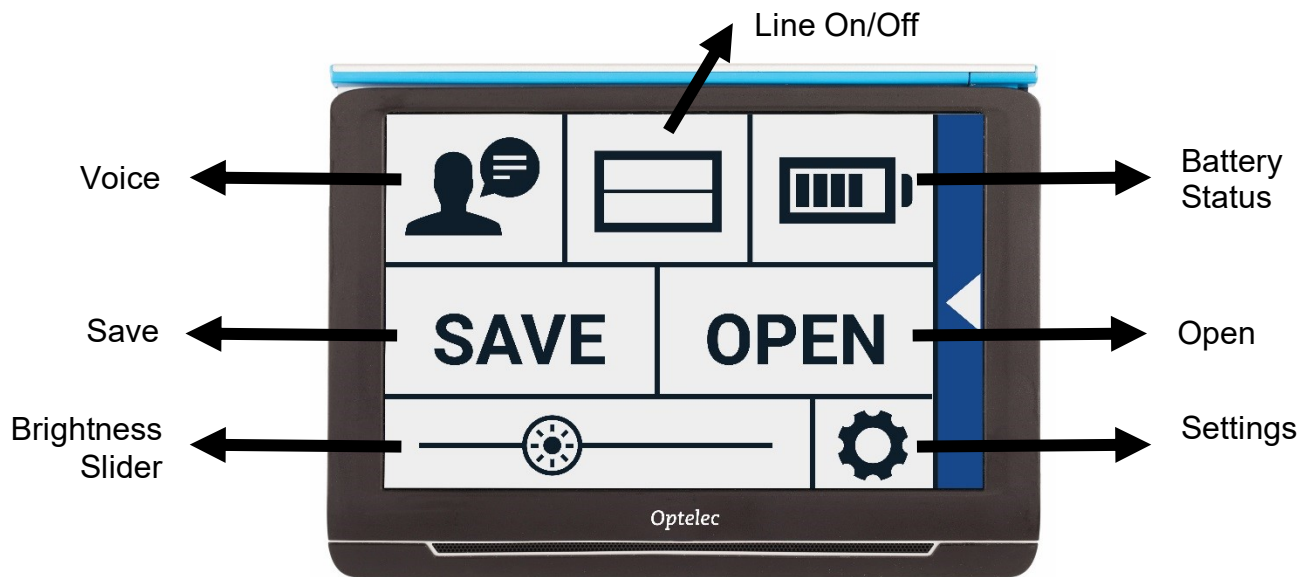 Line On/Off
Voice
Battery
Status
SAVE
OPEN
Save
Open
Brightness
Slider
Settings
Optelec